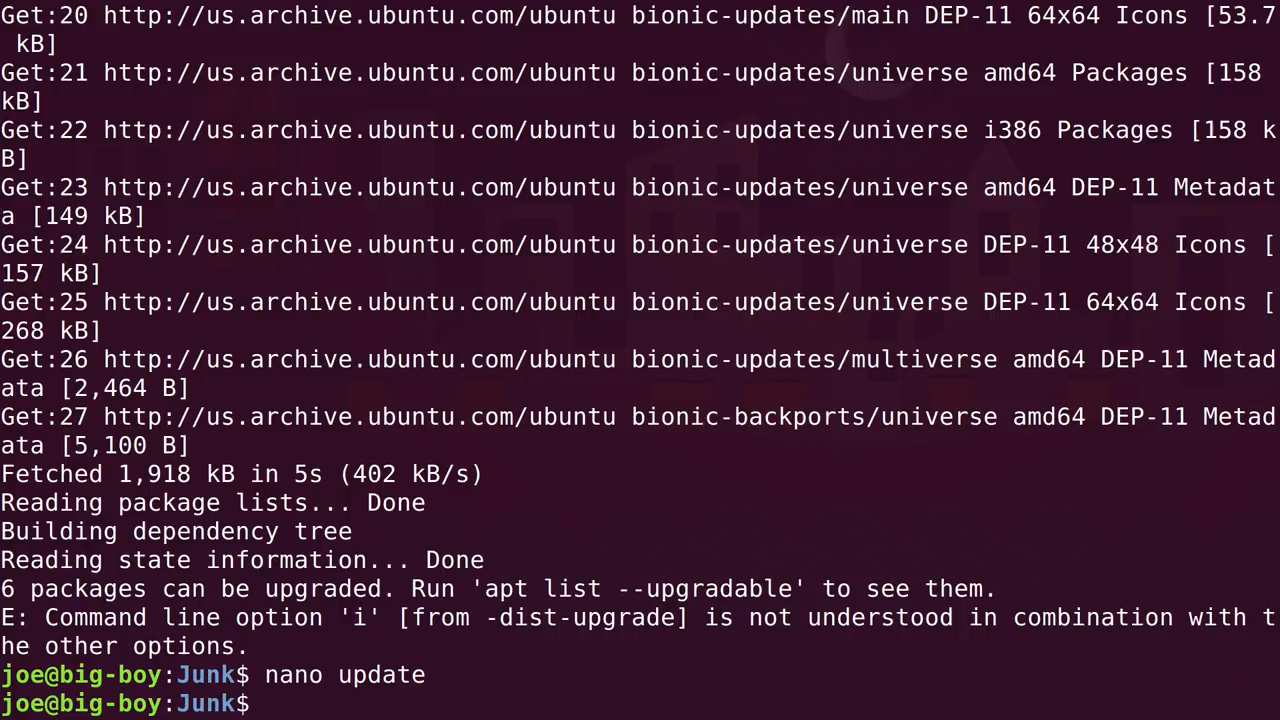 Get:20 http://us.archive.ubuntu.com/ubuntu bionic-updates/main DEP-11 64x64 Icons [53.7
 kB]
Get:21 http://us.archive.ubuntu.com/ubuntu bionic-updates/universe amd64 Packages [158
kB]
Get:22 http://us.archive.ubuntu.com/ubuntu bionic-updates/universe i386 Packages [158 k
B]
Get:23 http://us.archive.ubuntu.com/ubuntu bionic-updates/universe amd64 DEP-11 Metadat
a [149 kB]
Get:24 http://us.archive.ubuntu.com/ubuntu bionic-updates/universe DEP-11 48x48 Icons [
157 kB]
Get:25 http://us.archive.ubuntu.com/ubuntu bionic-updates/universe DEP-11 64x64 Icons [
268 kB]
Get:26 http://us.archive.ubuntu.com/ubuntu bionic-updates/multiverse amd64 DEP-11 Metad
ata [2,464 B]
Get:27 http://us.archive.ubuntu.com/ubuntu bionic-backports/universe amd64 DEP-11 Metad
ata [5,100 B]
Fetched 1,918 kB in 5s (402 kB/s)
Reading package lists... Done
Building dependency tree
Reading state information... Done
6 packages can be upgraded. Run 'apt list --upgradable' to see them.
E: Command line option 'i' [from -dist-upgrade] is not understood in combination with t
he other options.
joe@big-boy:Junk$ nano update
joe@big-boy:Junk$